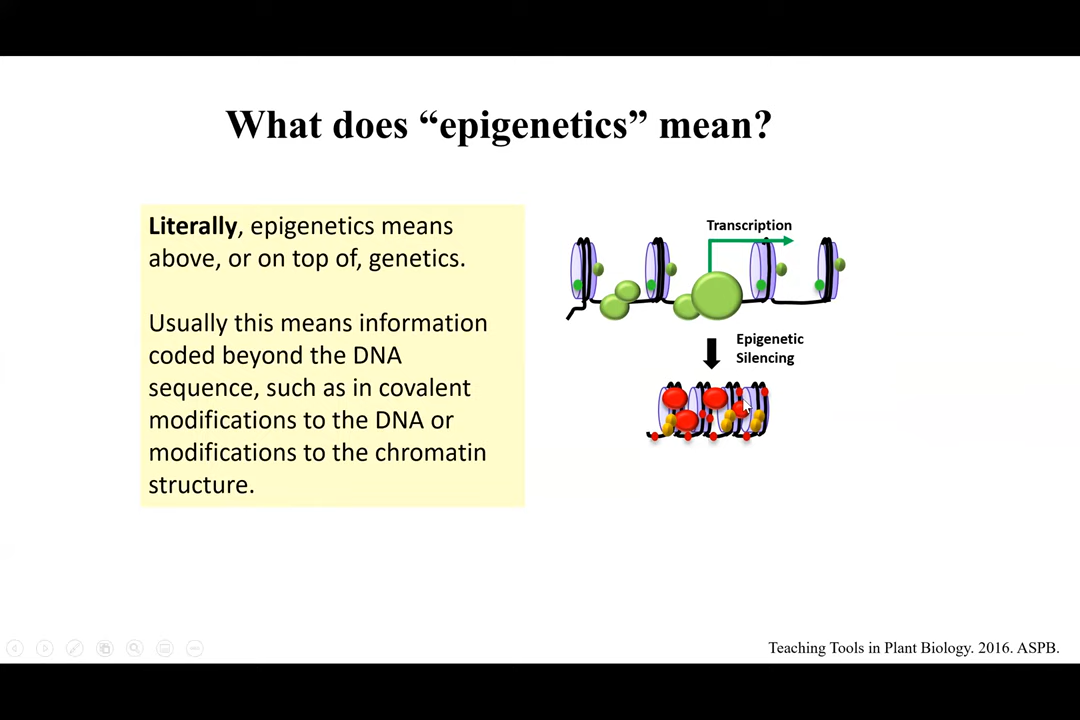 What does “epigenetics” mean?
Literally, epigenetics means
above, or on top of, genetics.
Usually this means information
coded beyond the DNA
sequence, such as in covalent
modifications to the DNA or
modifications to the chromatin
structure.
Transcription
Epigenetic
Silencing
Teaching Tools in Plant Biology. 2016. ASPB.